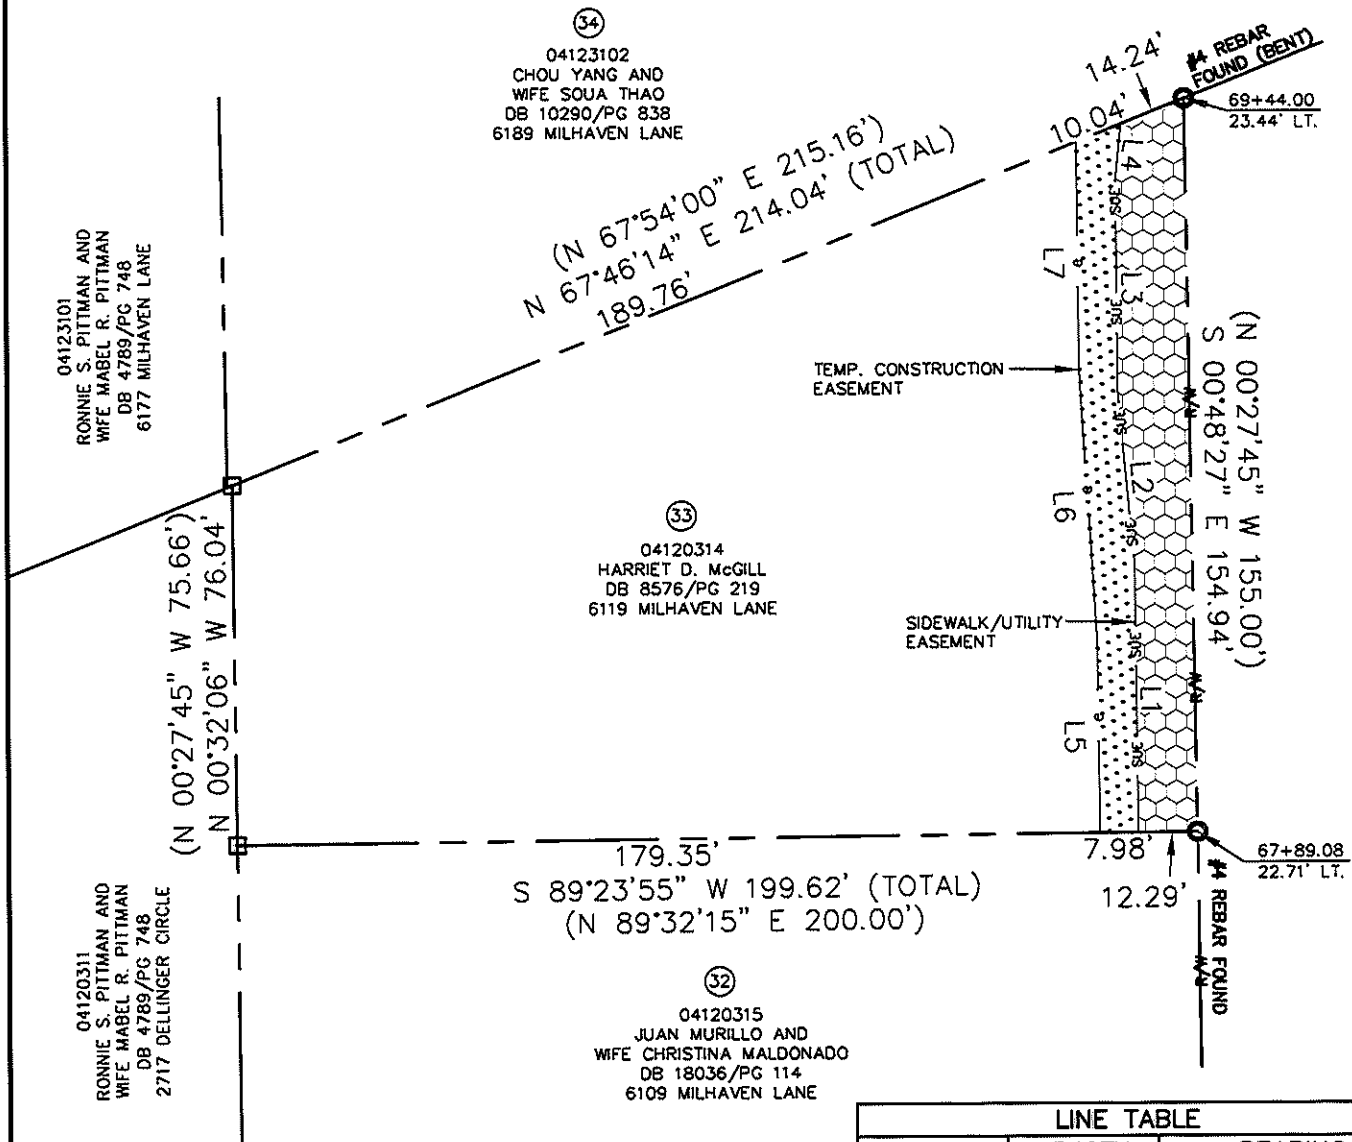 34
04123102
CHOU YANG AND
WIFE SOUA THAO
DB 10290/PG 838
6189 MILHAVEN LANE
14.24'
#4 REBAR
FOUND (BENT)
69+44.00
23.44' LT.
10.04'
(N 67°54'00" E 215.16')
N 67°46'14" E 214.04' (TOTAL)
189.76'
04123101
RONNIE S. PITTMAN AND
WIFE MABEL R. PITTMAN
DB 4789/PG 748
6177 MILHAVEN LANE
L4
SUE
L7
e
L3
SUE
TEMP. CONSTRUCTION
EASEMENT
R/W
SUE
(N 00°27'45" W 155.00')
S 00°48'27" E 154.94'
L2
L6
e
SUE
33
04120314
HARRIET D. McGILL
DB 8576/PG 219
6119 MILHAVEN LANE
SIDEWALK/UTILITY
EASEMENT
SUE
R/W
L1
L5
e
SUE
(N 00°27'45" W 75.66')
N 00°32'06" W 76.04'
179.35'
S 89°23'55" W 199.62' (TOTAL)
(N 89°32'15" E 200.00')
7.98'
12.29'
67+89.08
22.71' LT.
#4 REBAR FOUND
R/W
04120311
RONNIE S. PITTMAN AND
WIFE MABEL R. PITTMAN
DB 4789/PG 748
2717 DELLINGER CIRCLE
32
04120315
JUAN MURILLO AND
WIFE CHRISTINA MALDONADO
DB 18036/PG 114
6109 MILHAVEN LANE
LINE TABLE